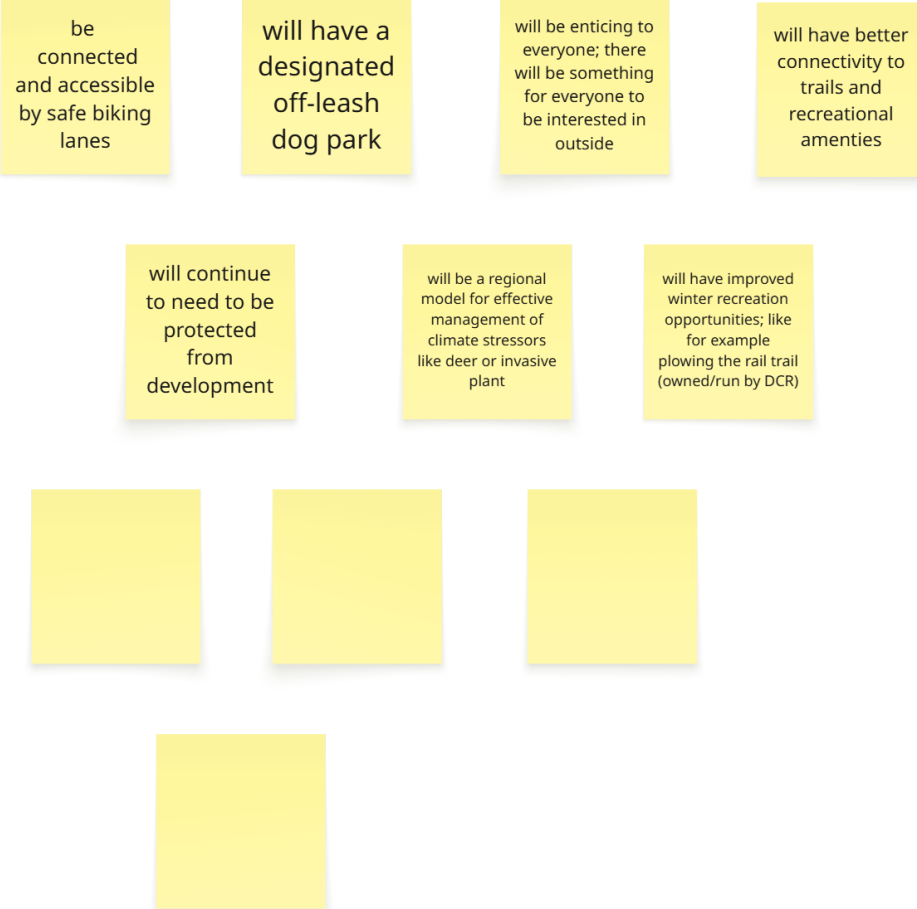 be
connected
and accessible
by safe biking
lanes
will have a
designated
off-leash
dog park
will be enticing to
everyone; there
will be something
for everyone to
be interested in
outside
will have better
connectivity to
trails and
recreational
amenties
will continue
to need to be
protected
from
development
will be a regional
model for effective
management of
climate stressors
like deer or invasive
plant
will have improved
winter recreation
opportunities; like
for example
plowing the rail trail
(owned/run by DCR)